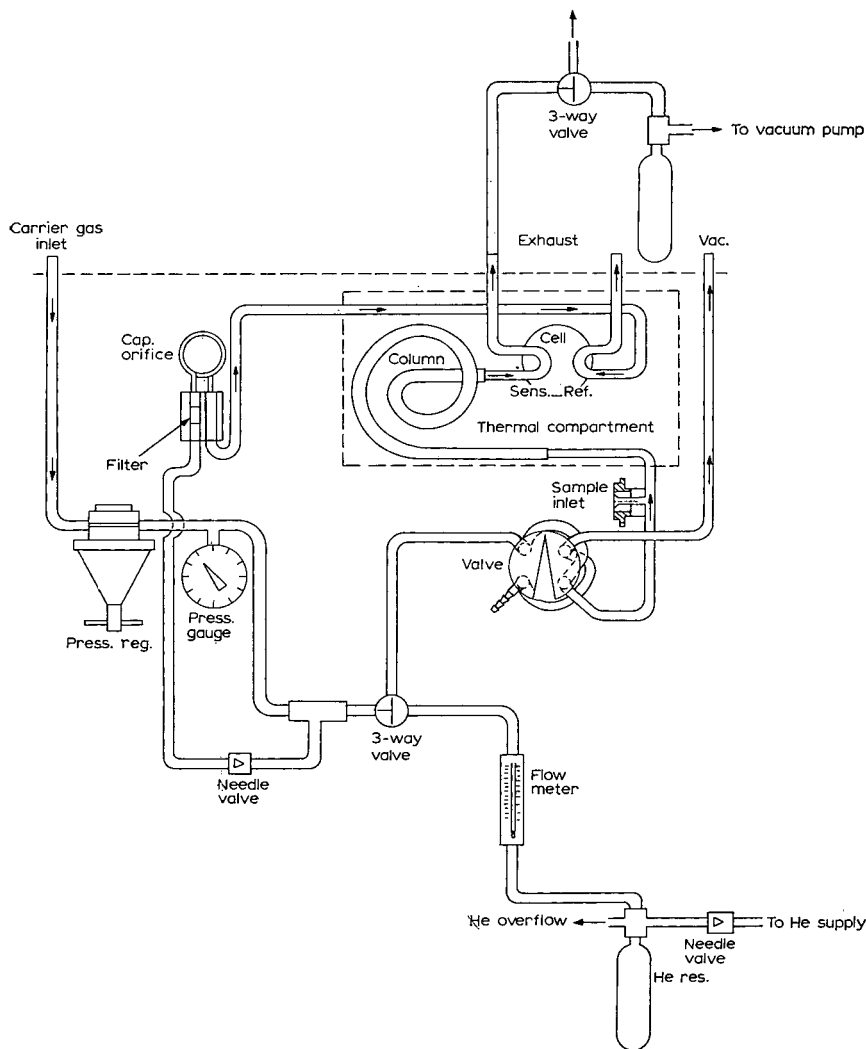 3-way
valve
To vacuum pump
Carrier gas
inlet
Exhaust
Vac.
Cap.
orifice
Column
Cell
Sens.
Ref.
Filter
Thermal compartment
Sample
inlet
Valve
Press.
gauge
Press. reg.
3-way
valve
Needle
valve
Flow
meter
He overflow
To He supply
Needle
valve
He res.